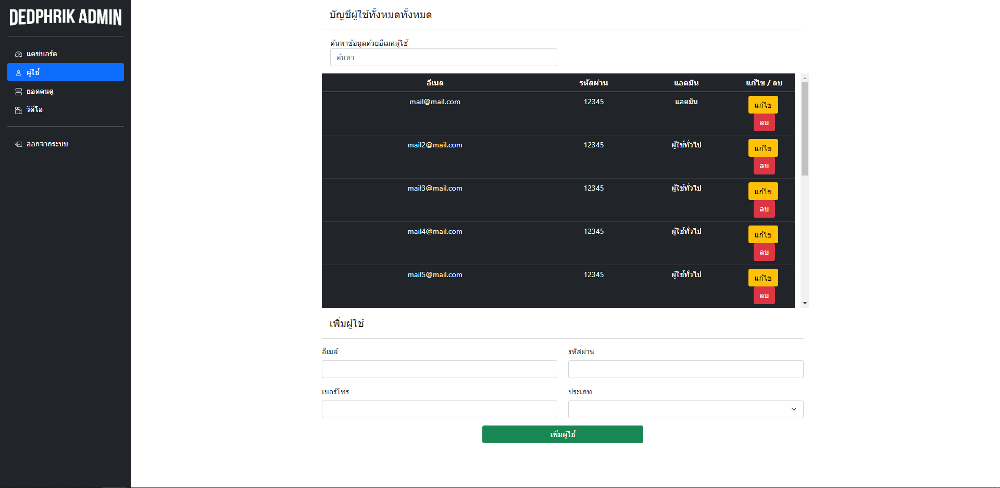 DEDPHRIK ADMIN
แดชบอร์ด
ผู้ใช้
ยอดคนดู
วิดีโอ
ออกจากระบบ
บัญชีผู้ใช้ทั้งหมดทั้งหมด
ค้นหาข้อมูลด้วยอีเมลผู้ใช้
ค้นหา
อีเมล รหัสผ่าน แอดมิน แก้ไข / ลบ
mail@mail.com 12345 แอดมิน แก้ไข
ลบ
mail2@mail.com 12345 ผู้ใช้ทั่วไป แก้ไข
ลบ
mail3@mail.com 12345 ผู้ใช้ทั่วไป แก้ไข
ลบ
mail4@mail.com 12345 ผู้ใช้ทั่วไป แก้ไข
ลบ
mail5@mail.com 12345 ผู้ใช้ทั่วไป แก้ไข
ลบ
เพิ่มผู้ใช้
อีเมล์ รหัสผ่าน
เบอร์โทร ประเภท
เพิ่มผู้ใช้